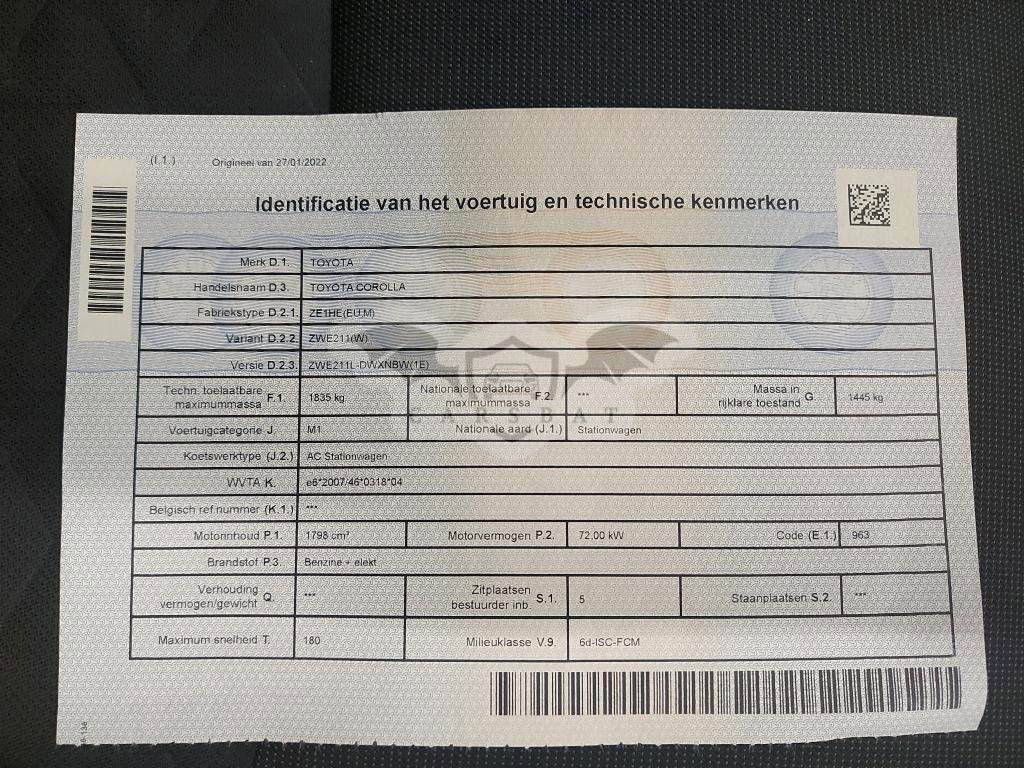 (I.1.) Origineel van 27/01/2022
Identificatie van het voertuig en technische kenmerken
Merk D.1. TOYOTA
Handelsnaam D.3. TOYOTA COROLLA
Fabriekstype D.2.1. ZE1HE(EU,M)
Variant D.2.2. ZWE211(W)
Versie D.2.3. ZWE211L-DWXNBW(1E)
Techn. toelaatbare maximummassa F.1. 1835 kg Nationale toelaatbare maximummassa F.2. *** Massa in rijklare toestand G. 1445 kg
CARSBAT
Voertuigcategorie J. M1 Nationale aard (J.1.) Stationwagen
Koetswerktype (J.2.) AC Stationwagen
WVTA K. e6*2007/46*0318*04
Belgisch ref.nummer (K.1.) ***
Motorinhoud P.1. 1798 cm³ Motorvermogen P.2. 72,00 kW Code (E.1.) 963
Brandstof P.3. Benzine + elekt
Verhouding vermogen/gewicht Q. *** Zitplaatsen bestuurder inb. S.1. 5 Staanplaatsen S.2. ***
Maximum snelheid T. 180 Milieuklasse V.9. 6d-ISC-FCM